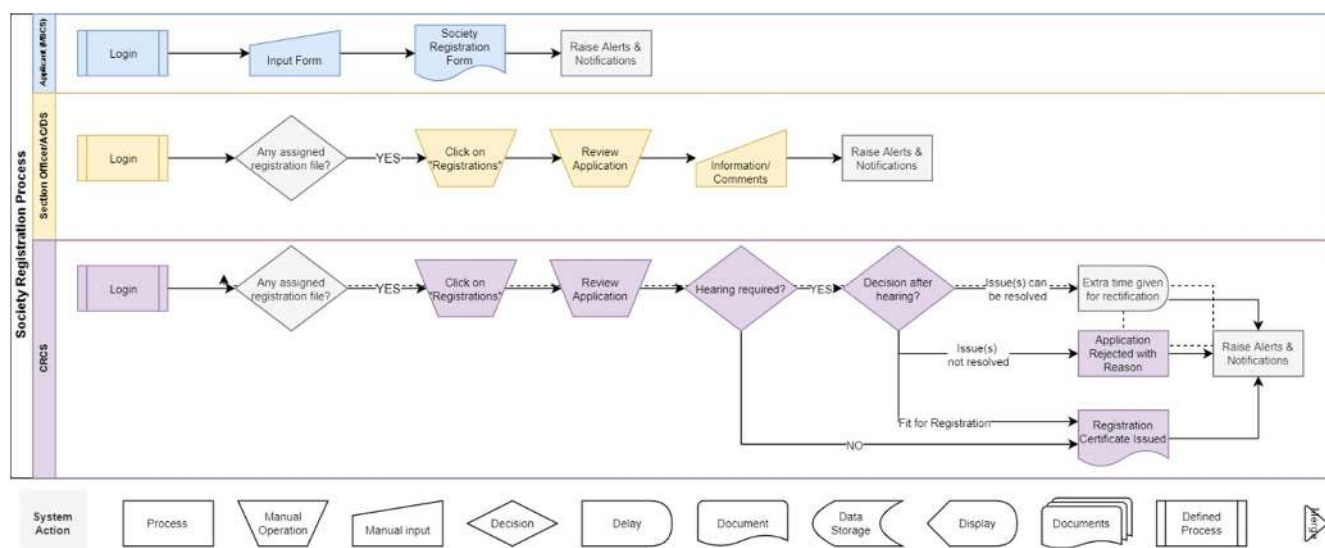 Society Registration Process
Applicant (MSCS)
Login
Input Form
Society
Registration
Form
Raise Alerts &
Notifications
Section Officer/AC/DS
Login
Any assigned
registration file?
YES
Click on
"Registrations"
Review
Application
Information/
Comments
Raise Alerts &
Notifications
CRCS
Login
Any assigned
registration file?
YES
Click on
"Registrations"
Review
Application
Hearing required?
YES
Decision after
hearing?
Issue(s) can
be resolved
Extra time given
for rectification
Issue(s)
not resolved
Application
Rejected with
Reason
Raise Alerts &
Notifications
Fit for Registration
NO
Registration
Certificate Issued
System
Action
Process
Manual
Operation
Manual input
Decision
Delay
Document
Data
Storage
Display
Documents
Defined
Process
Merge